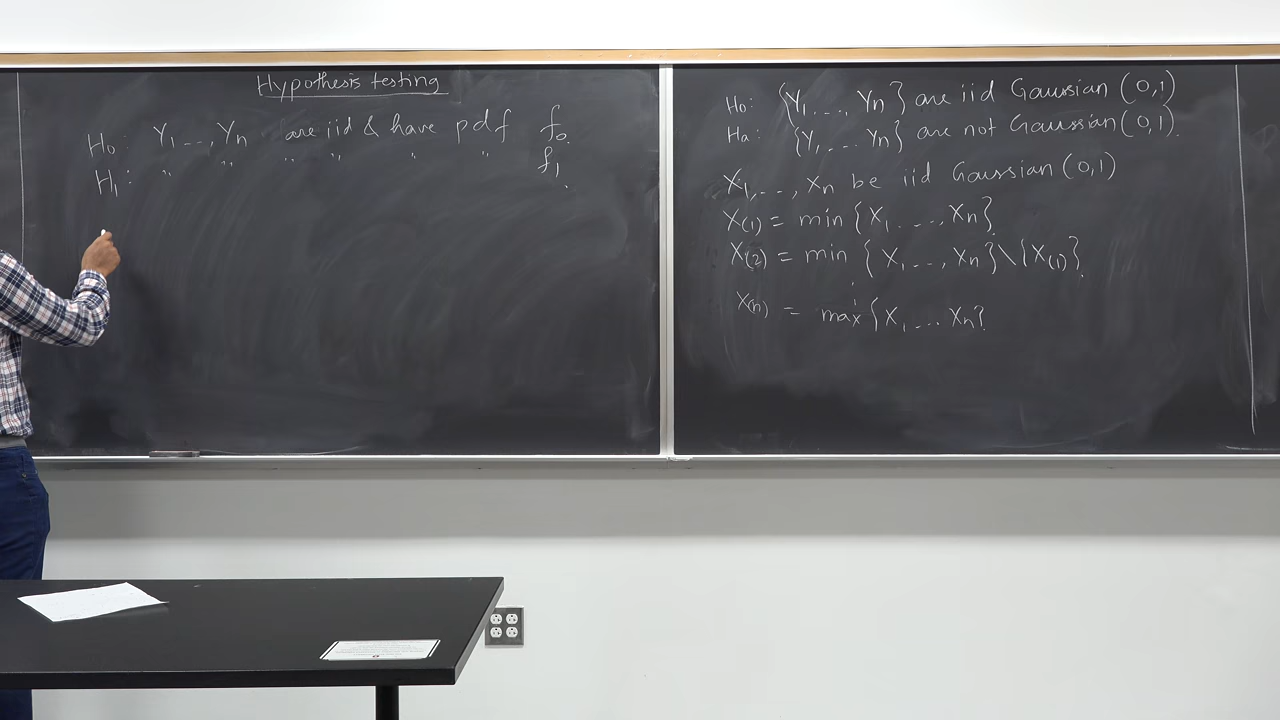 Hypothesis testing
H₀: Y₁ ..., Yₙ are iid & have pdf f₀.
H₁: " " " " " " f₁.
H₀: {Y₁, ..., Yₙ} are iid Gaussian (0,1)
Hₐ: {Y₁, ... Yₙ} are not Gaussian (0,1).
X₁, ..., Xₙ be iid Gaussian (0,1)
X₍₁₎ = min {X₁ ..., Xₙ}
X₍₂₎ = min {X₁ ..., Xₙ} \ {X₍₁₎}.
⋮
X₍ₙ₎ = max {X₁, ... Xₙ}